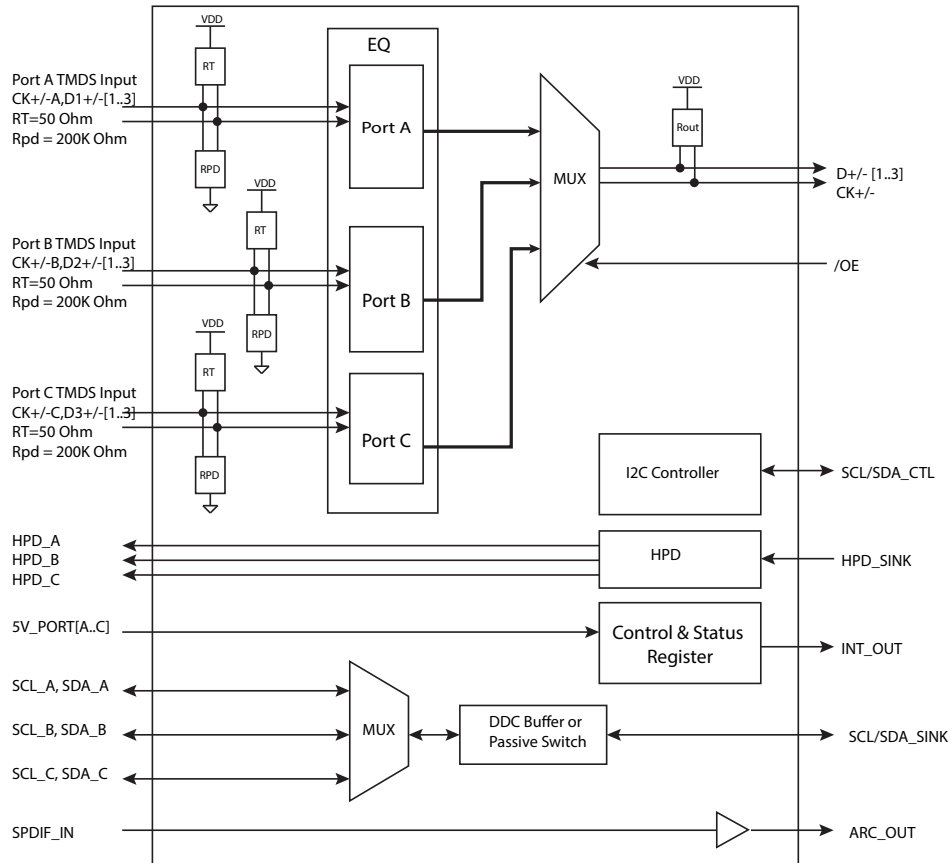 VDD
RT
Port A TMDS Input
CK+/-A,D1+/-[1..3]
RT=50 Ohm
Rpd = 200K Ohm
RPD
EQ
Port A
VDD
Rout
MUX
D+/- [1..3]
CK+/-
/OE
VDD
RT
Port B TMDS Input
CK+/-B,D2+/-[1..3]
RT=50 Ohm
Rpd = 200K Ohm
RPD
Port B
VDD
RT
Port C TMDS Input
CK+/-C,D3+/-[1..3]
RT=50 Ohm
Rpd = 200K Ohm
RPD
Port C
I2C Controller
SCL/SDA_CTL
HPD_A
HPD_B
HPD_C
HPD
HPD_SINK
5V_PORT[A..C]
Control & Status
Register
INT_OUT
SCL_A, SDA_A
SCL_B, SDA_B
SCL_C, SDA_C
MUX
DDC Buffer or
Passive Switch
SCL/SDA_SINK
SPDIF_IN
ARC_OUT